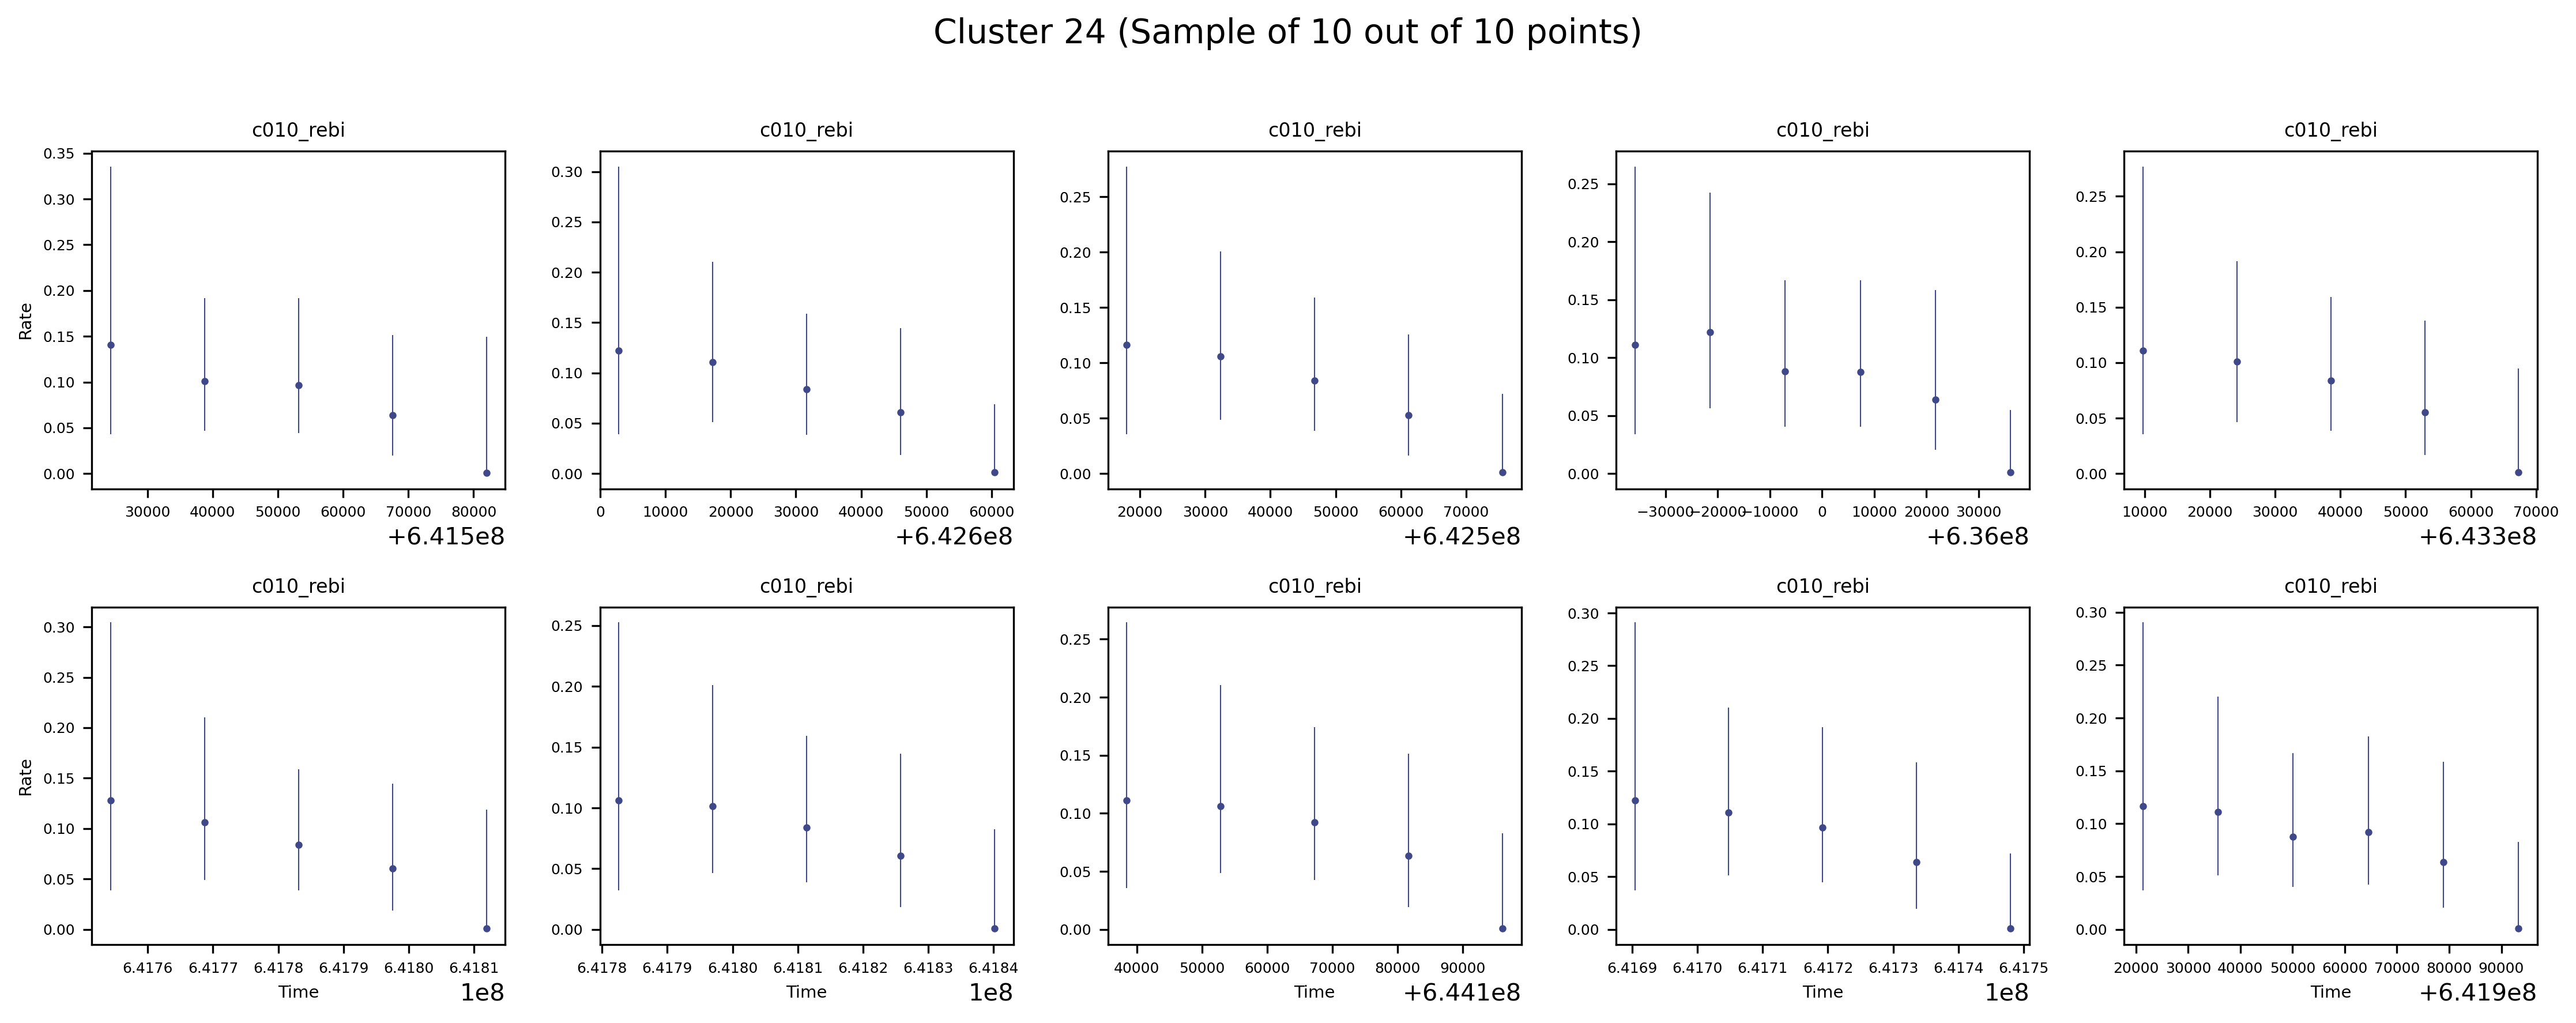 Cluster 24 (Sample of 10 out of 10 points)
c010_rebi c010_rebi c010_rebi c010_rebi c010_rebi
Rate
0.35
0.30
0.25
0.20
0.15
0.10
0.05
0.00
30000 40000 50000 60000 70000 80000
+6.415e8
0.30
0.25
0.20
0.15
0.10
0.05
0.00
0 10000 20000 30000 40000 50000 60000
+6.426e8
0.25
0.20
0.15
0.10
0.05
0.00
20000 30000 40000 50000 60000 70000
+6.425e8
0.25
0.20
0.15
0.10
0.05
0.00
−30000 −20000 −10000 0 10000 20000 30000
+6.36e8
0.25
0.20
0.15
0.10
0.05
0.00
10000 20000 30000 40000 50000 60000 70000
+6.433e8
c010_rebi c010_rebi c010_rebi c010_rebi c010_rebi
Rate
0.30
0.25
0.20
0.15
0.10
0.05
0.00
6.4176 6.4177 6.4178 6.4179 6.4180 6.4181
Time
1e8
0.25
0.20
0.15
0.10
0.05
0.00
6.4178 6.4179 6.4180 6.4181 6.4182 6.4183 6.4184
Time
1e8
0.25
0.20
0.15
0.10
0.05
0.00
40000 50000 60000 70000 80000 90000
Time
+6.441e8
0.30
0.25
0.20
0.15
0.10
0.05
0.00
6.4169 6.4170 6.4171 6.4172 6.4173 6.4174 6.4175
Time
1e8
0.30
0.25
0.20
0.15
0.10
0.05
0.00
20000 30000 40000 50000 60000 70000 80000 90000
Time
+6.419e8